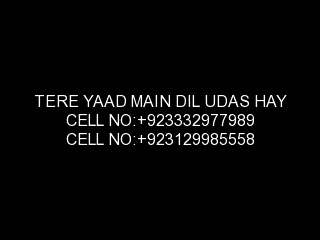 TERE YAAD MAIN DIL UDAS HAY
CELL NO:+923332977989
CELL NO:+923129985558